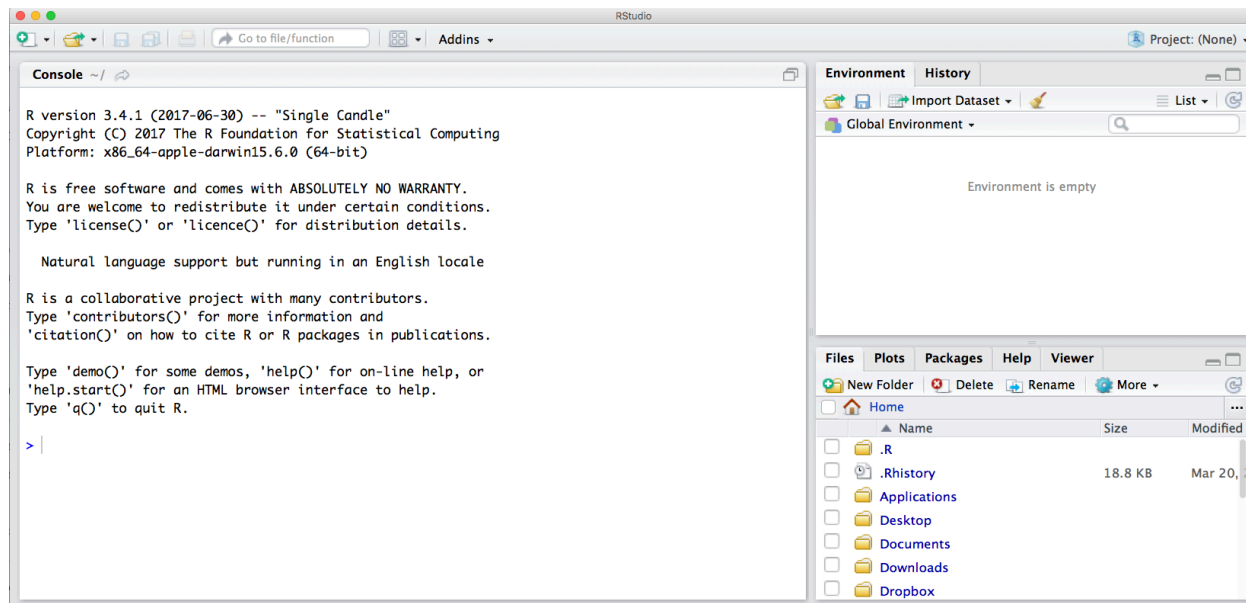 RStudio
Go to file/function
Addins
Project: (None)
Console ~/
R version 3.4.1 (2017-06-30) -- "Single Candle"
Copyright (C) 2017 The R Foundation for Statistical Computing
Platform: x86_64-apple-darwin15.6.0 (64-bit)
R is free software and comes with ABSOLUTELY NO WARRANTY.
You are welcome to redistribute it under certain conditions.
Type 'license()' or 'licence()' for distribution details.
Natural language support but running in an English locale
R is a collaborative project with many contributors.
Type 'contributors()' for more information and
'citation()' on how to cite R or R packages in publications.
Type 'demo()' for some demos, 'help()' for on-line help, or
'help.start()' for an HTML browser interface to help.
Type 'q()' to quit R.
>
Environment History
Import Dataset List
Global Environment
Environment is empty
Files Plots Packages Help Viewer
New Folder Delete Rename More
Home ...
Name Size Modified
.R
.Rhistory 18.8 KB Mar 20,
Applications
Desktop
Documents
Downloads
Dropbox